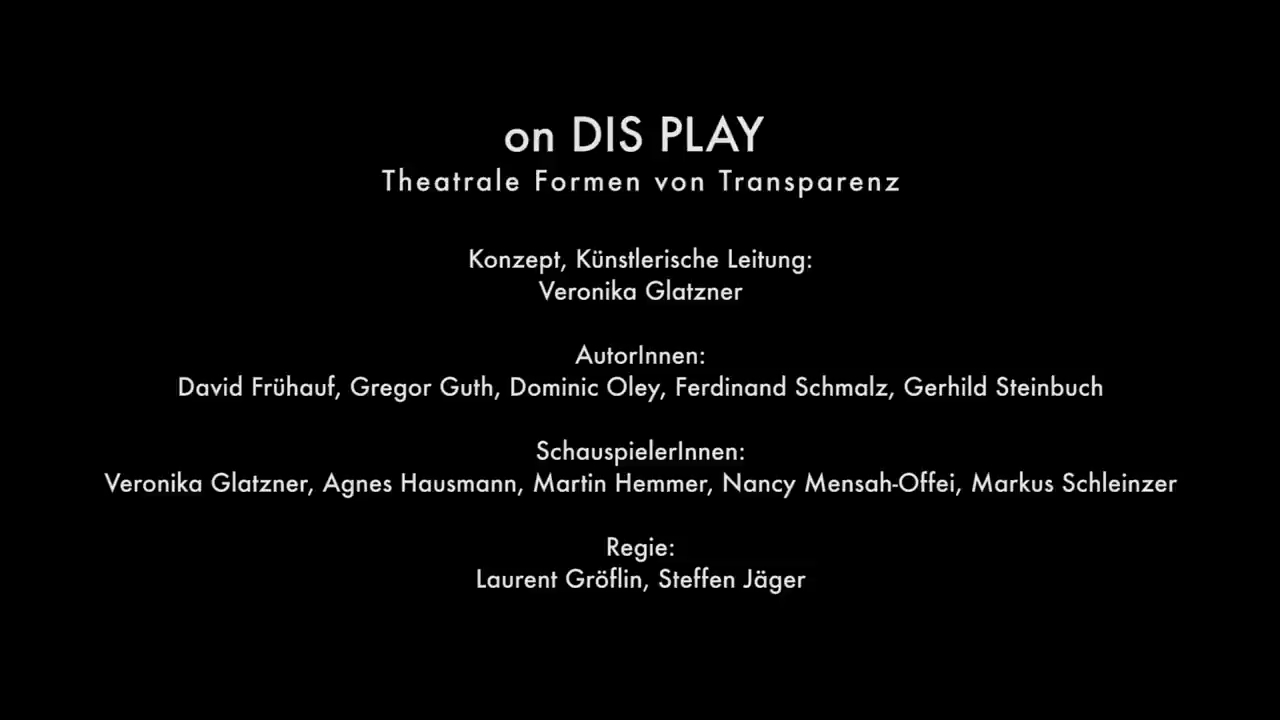 on DIS PLAY
Theatrale Formen von Transparenz
Konzept, Künstlerische Leitung:
Veronika Glatzner
AutorInnen:
David Frühauf, Gregor Guth, Dominic Oley, Ferdinand Schmalz, Gerhild Steinbuch
SchauspielerInnen:
Veronika Glatzner, Agnes Hausmann, Martin Hemmer, Nancy Mensah-Offei, Markus Schleinzer
Regie:
Laurent Gröflin, Steffen Jäger